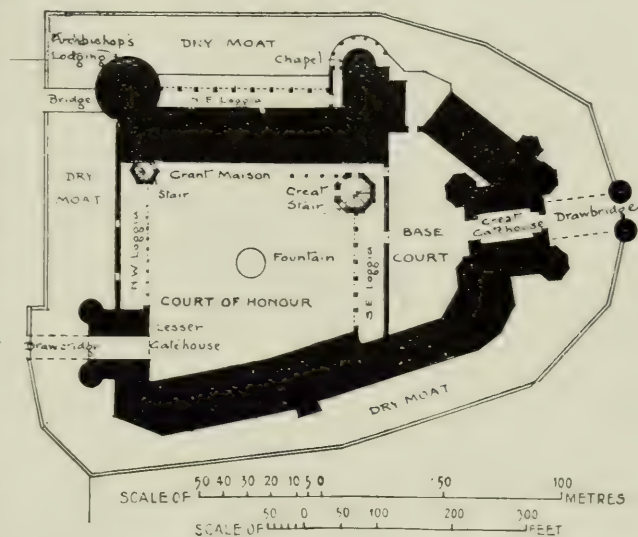 Archbishop's
Lodging
DRY MOAT
Chapel
Bridge
N.E. Loggia
DRY
MOAT
Grant Maison
Stair
Great
Stair
Great
Gatehouse
Drawbridge
BASE
COURT
N.W. Loggia
Fountain
S.E. Loggia
COURT OF HONOUR
Lesser
Gatehouse
Drawbridge
DRY MOAT
50 40 30 20 10 5 0 50 100
SCALE OF METRES
50 0 50 100 200 300
SCALE OF FEET